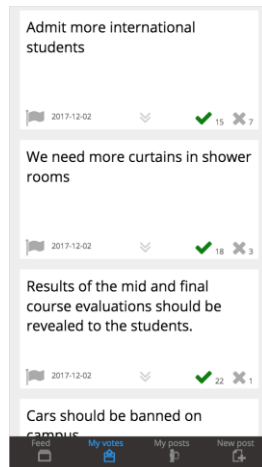 Admit more international
students
2017-12-02 15 7
We need more curtains in shower
rooms
2017-12-02 18 3
Results of the mid and final
course evaluations should be
revealed to the students.
2017-12-02 22 1
Cars should be banned on
campus
Feed My votes My posts New post